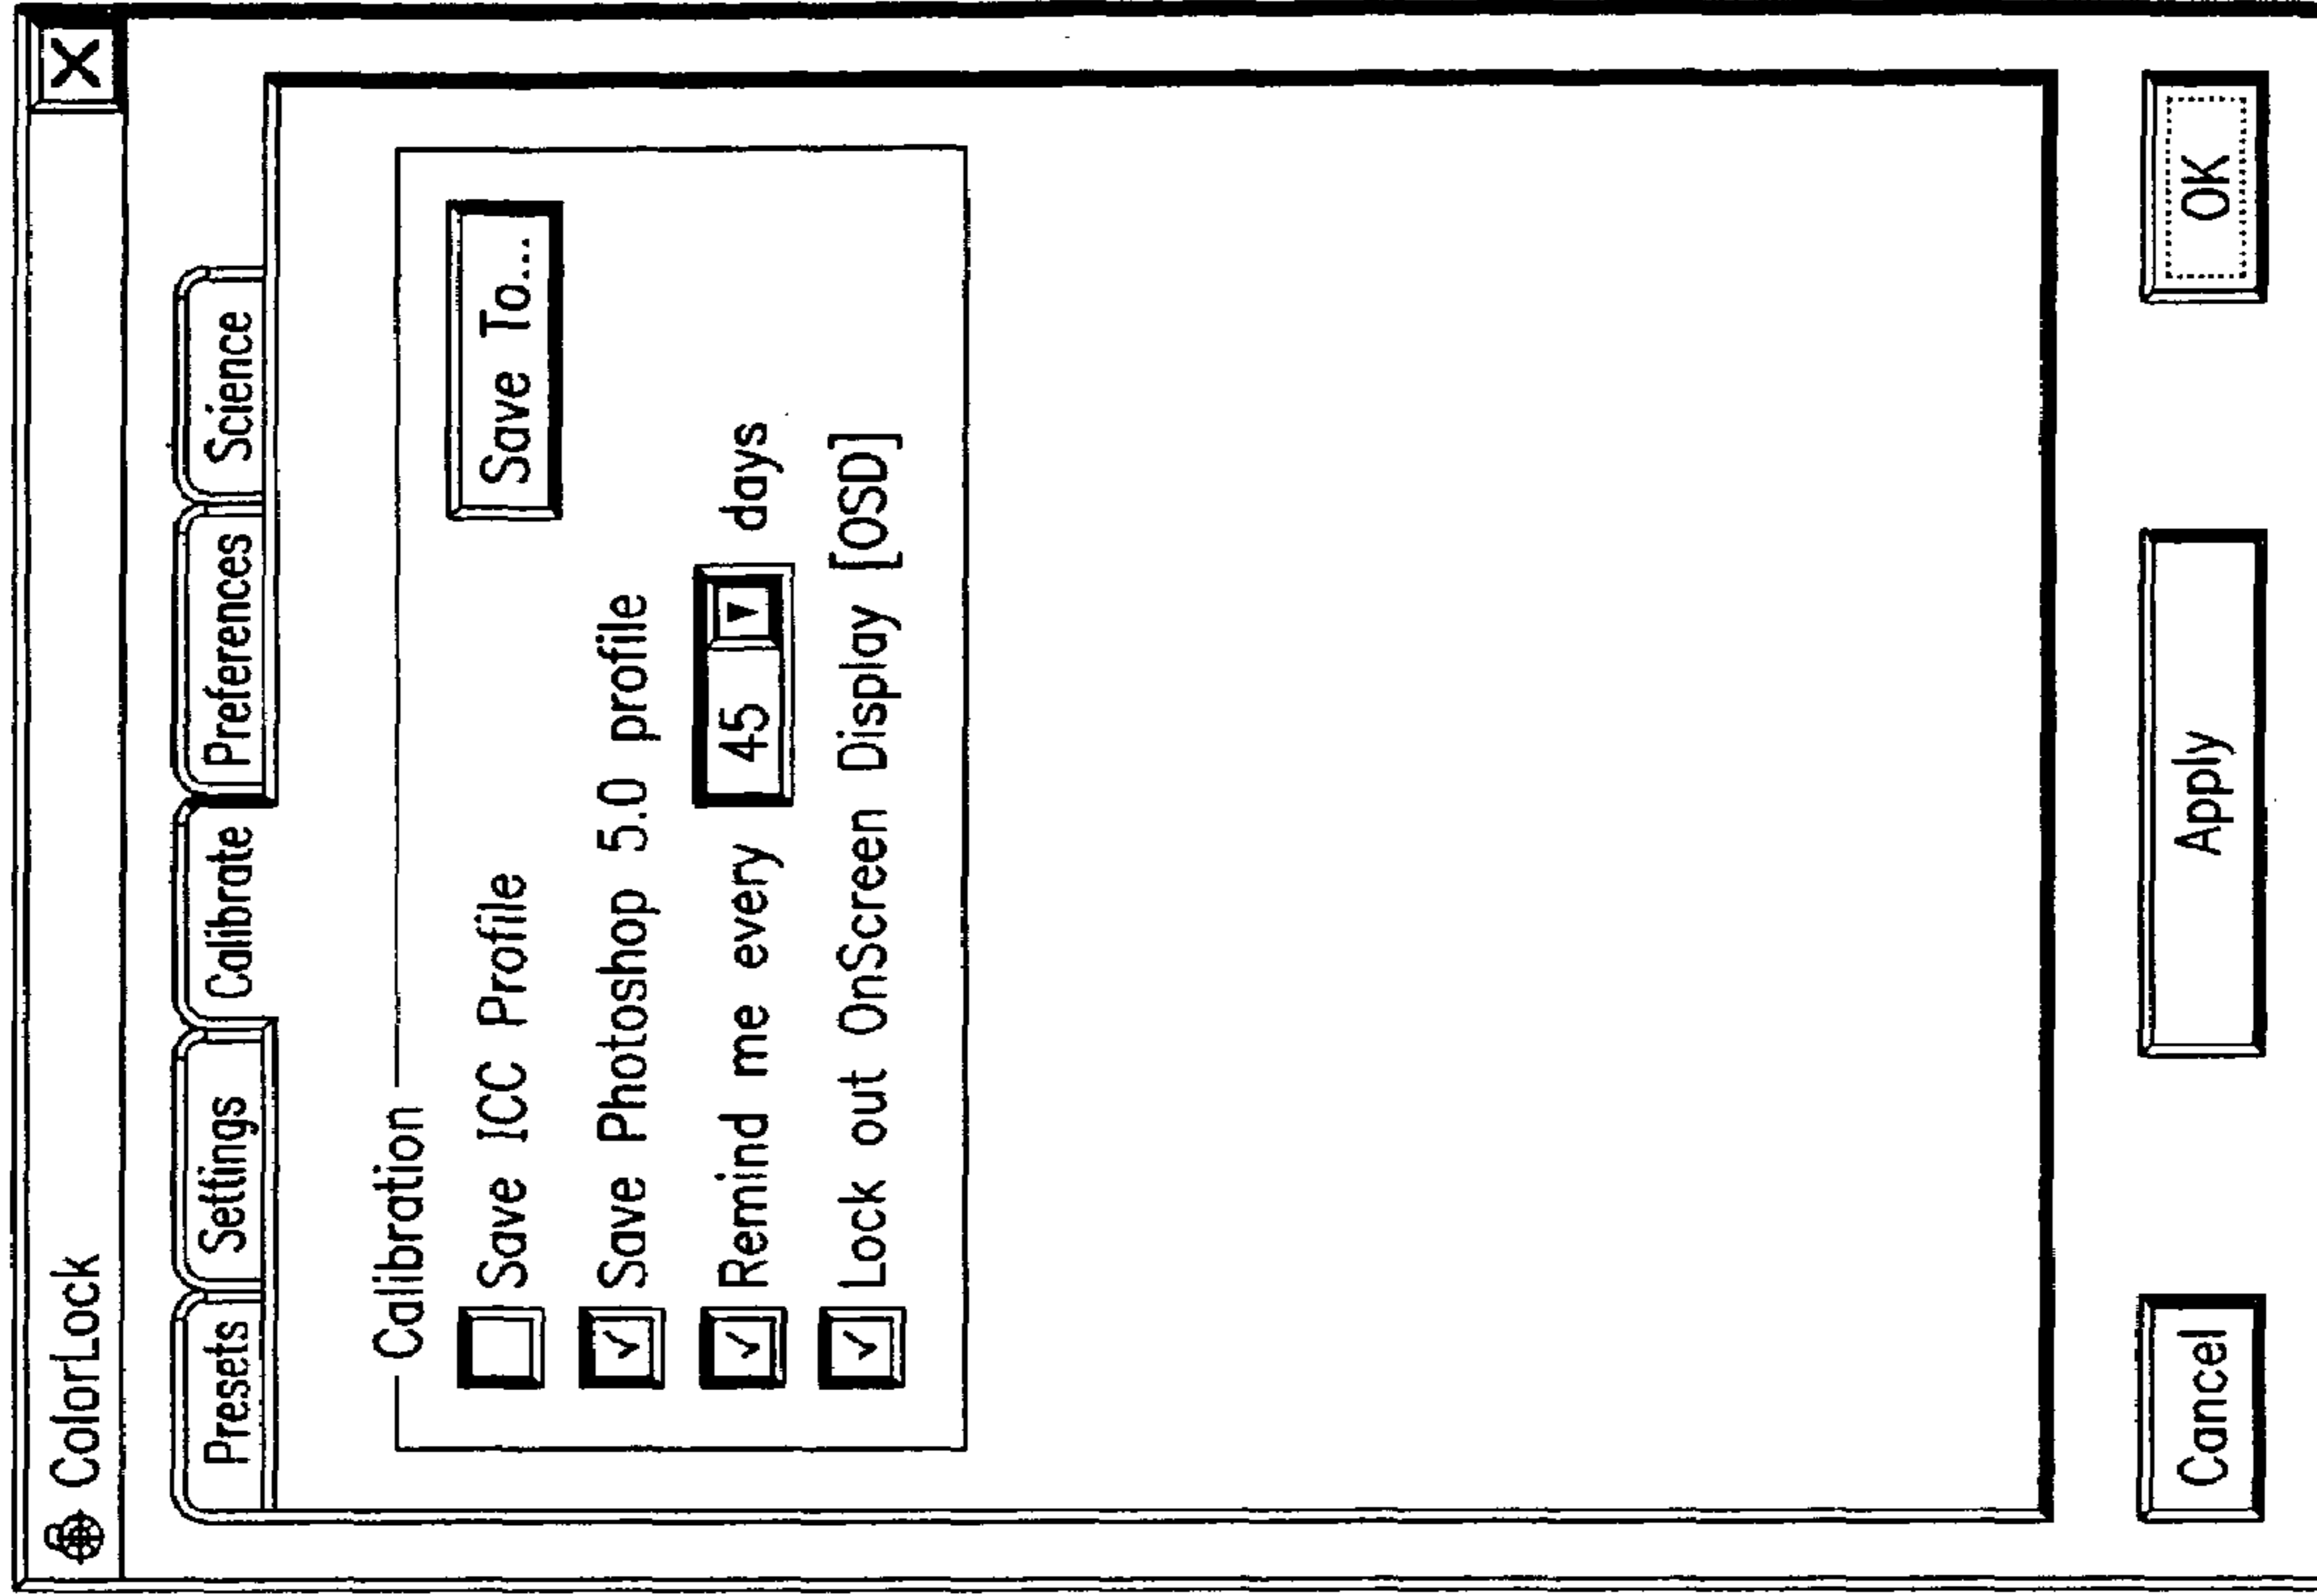 ColorLock
Presets Settings Calibrate Preferences Science
Calibration
Save ICC Profile Save To...
Save Photoshop 5.0 profile
Remind me every 45 days
Lock out OnScreen Display [OSD]
Cancel Apply OK